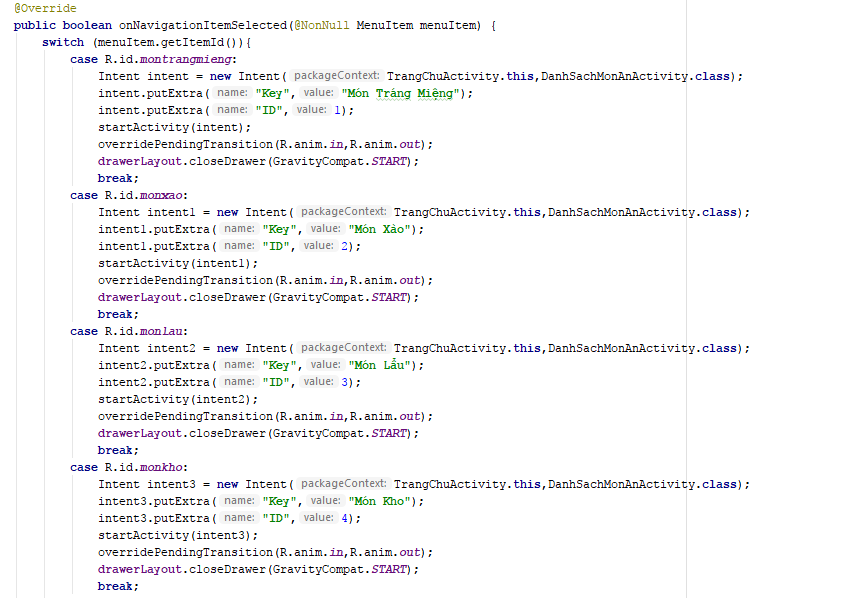 @Override
public boolean onNavigationItemSelected(@NonNull MenuItem menuItem) {
switch (menuItem.getItemId()){
case R.id.montrangmieng:
Intent intent = new Intent( packageContext: TrangChuActivity.this,DanhSachMonAnActivity.class);
intent.putExtra( name: "Key", value: "Món Tráng Miệng");
intent.putExtra( name: "ID", value: 1);
startActivity(intent);
overridePendingTransition(R.anim.in,R.anim.out);
drawerLayout.closeDrawer(GravityCompat.START);
break;
case R.id.monxao:
Intent intent1 = new Intent( packageContext: TrangChuActivity.this,DanhSachMonAnActivity.class);
intent1.putExtra( name: "Key", value: "Món Xào");
intent1.putExtra( name: "ID", value: 2);
startActivity(intent1);
overridePendingTransition(R.anim.in,R.anim.out);
drawerLayout.closeDrawer(GravityCompat.START);
break;
case R.id.monlau:
Intent intent2 = new Intent( packageContext: TrangChuActivity.this,DanhSachMonAnActivity.class);
intent2.putExtra( name: "Key", value: "Món Lẩu");
intent2.putExtra( name: "ID", value: 3);
startActivity(intent2);
overridePendingTransition(R.anim.in,R.anim.out);
drawerLayout.closeDrawer(GravityCompat.START);
break;
case R.id.monkho:
Intent intent3 = new Intent( packageContext: TrangChuActivity.this,DanhSachMonAnActivity.class);
intent3.putExtra( name: "Key", value: "Món Kho");
intent3.putExtra( name: "ID", value: 4);
startActivity(intent3);
overridePendingTransition(R.anim.in,R.anim.out);
drawerLayout.closeDrawer(GravityCompat.START);
break;